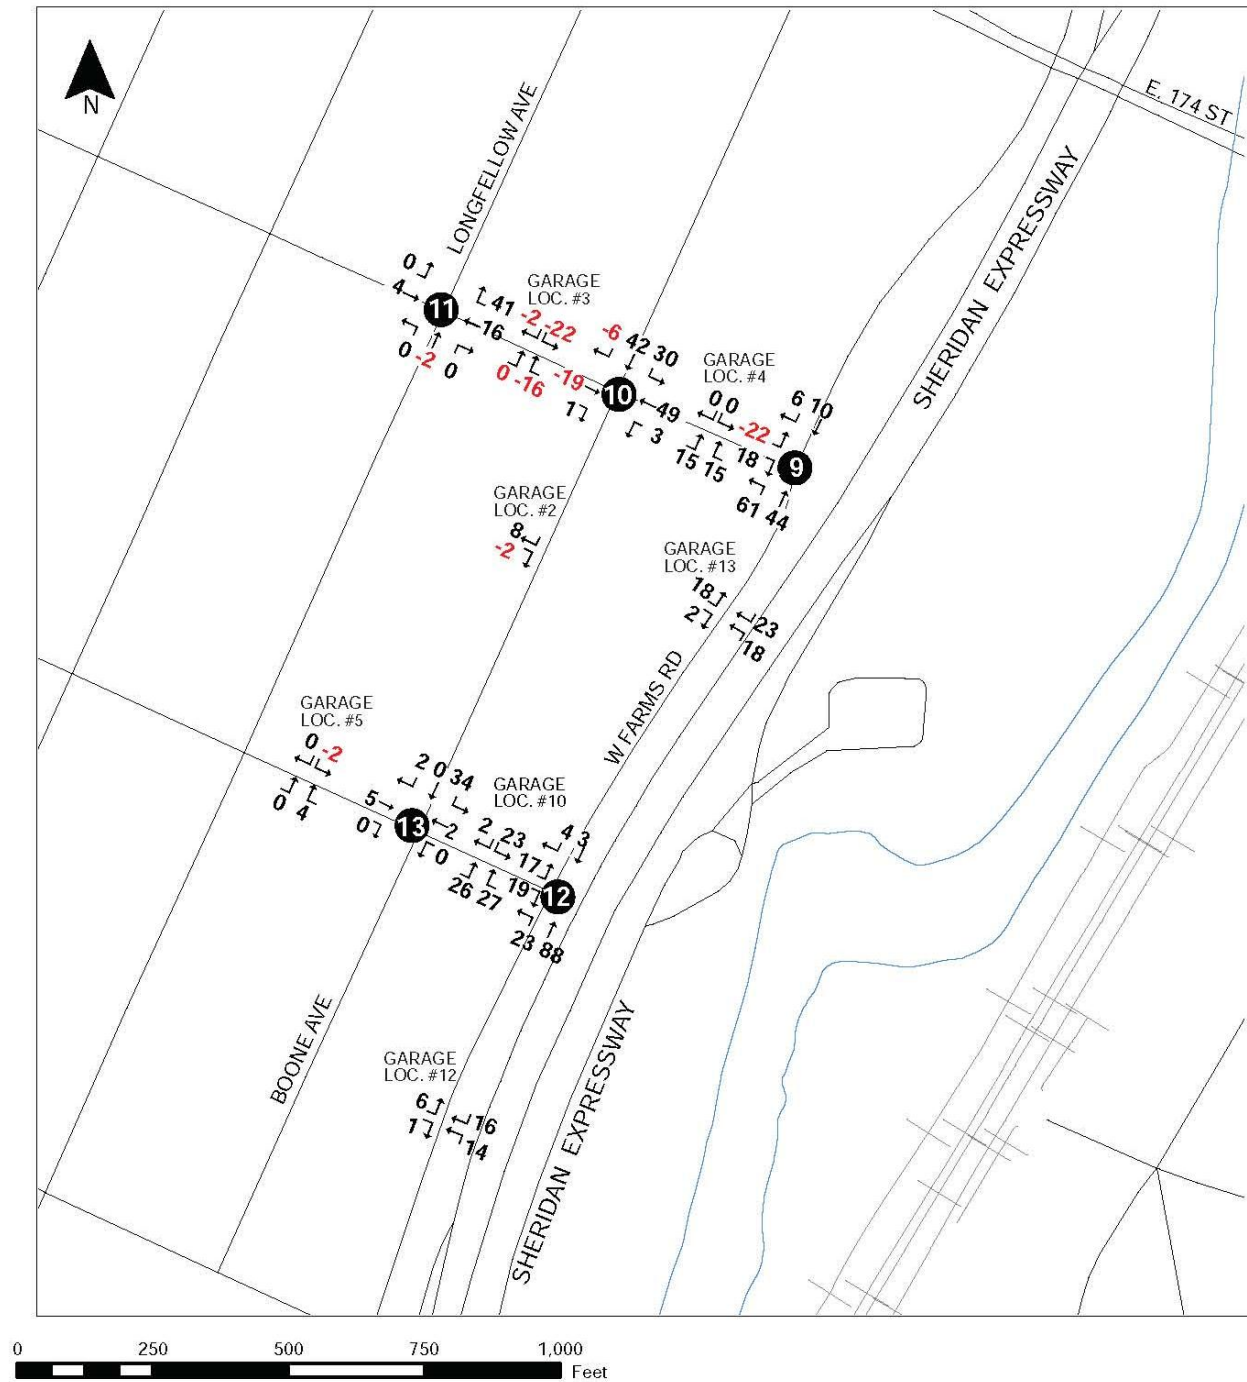 N
E. 174 ST
LONGFELLOW AVE
SHERIDAN EXPRESSWAY
0
4
11
0 -2 0
41
16
GARAGE
LOC. #3
-2 -22
0 -16
-19
1
-6 42 30
10
49
3
GARAGE
LOC. #4
0 0
15 15
-22
18
6 10
9
61 44
GARAGE
LOC. #2
8
-2
GARAGE
LOC. #13
18
2
23
18
W FARMS RD
GARAGE
LOC. #5
0 -2
0 4
5
0
2 0 34
13
2
0
GARAGE
LOC. #10
2 23
26 27
17
19
4 3
12
23 88
BOONE AVE
SHERIDAN EXPRESSWAY
GARAGE
LOC. #12
6
1
16
14
0 250 500 750 1,000
Feet